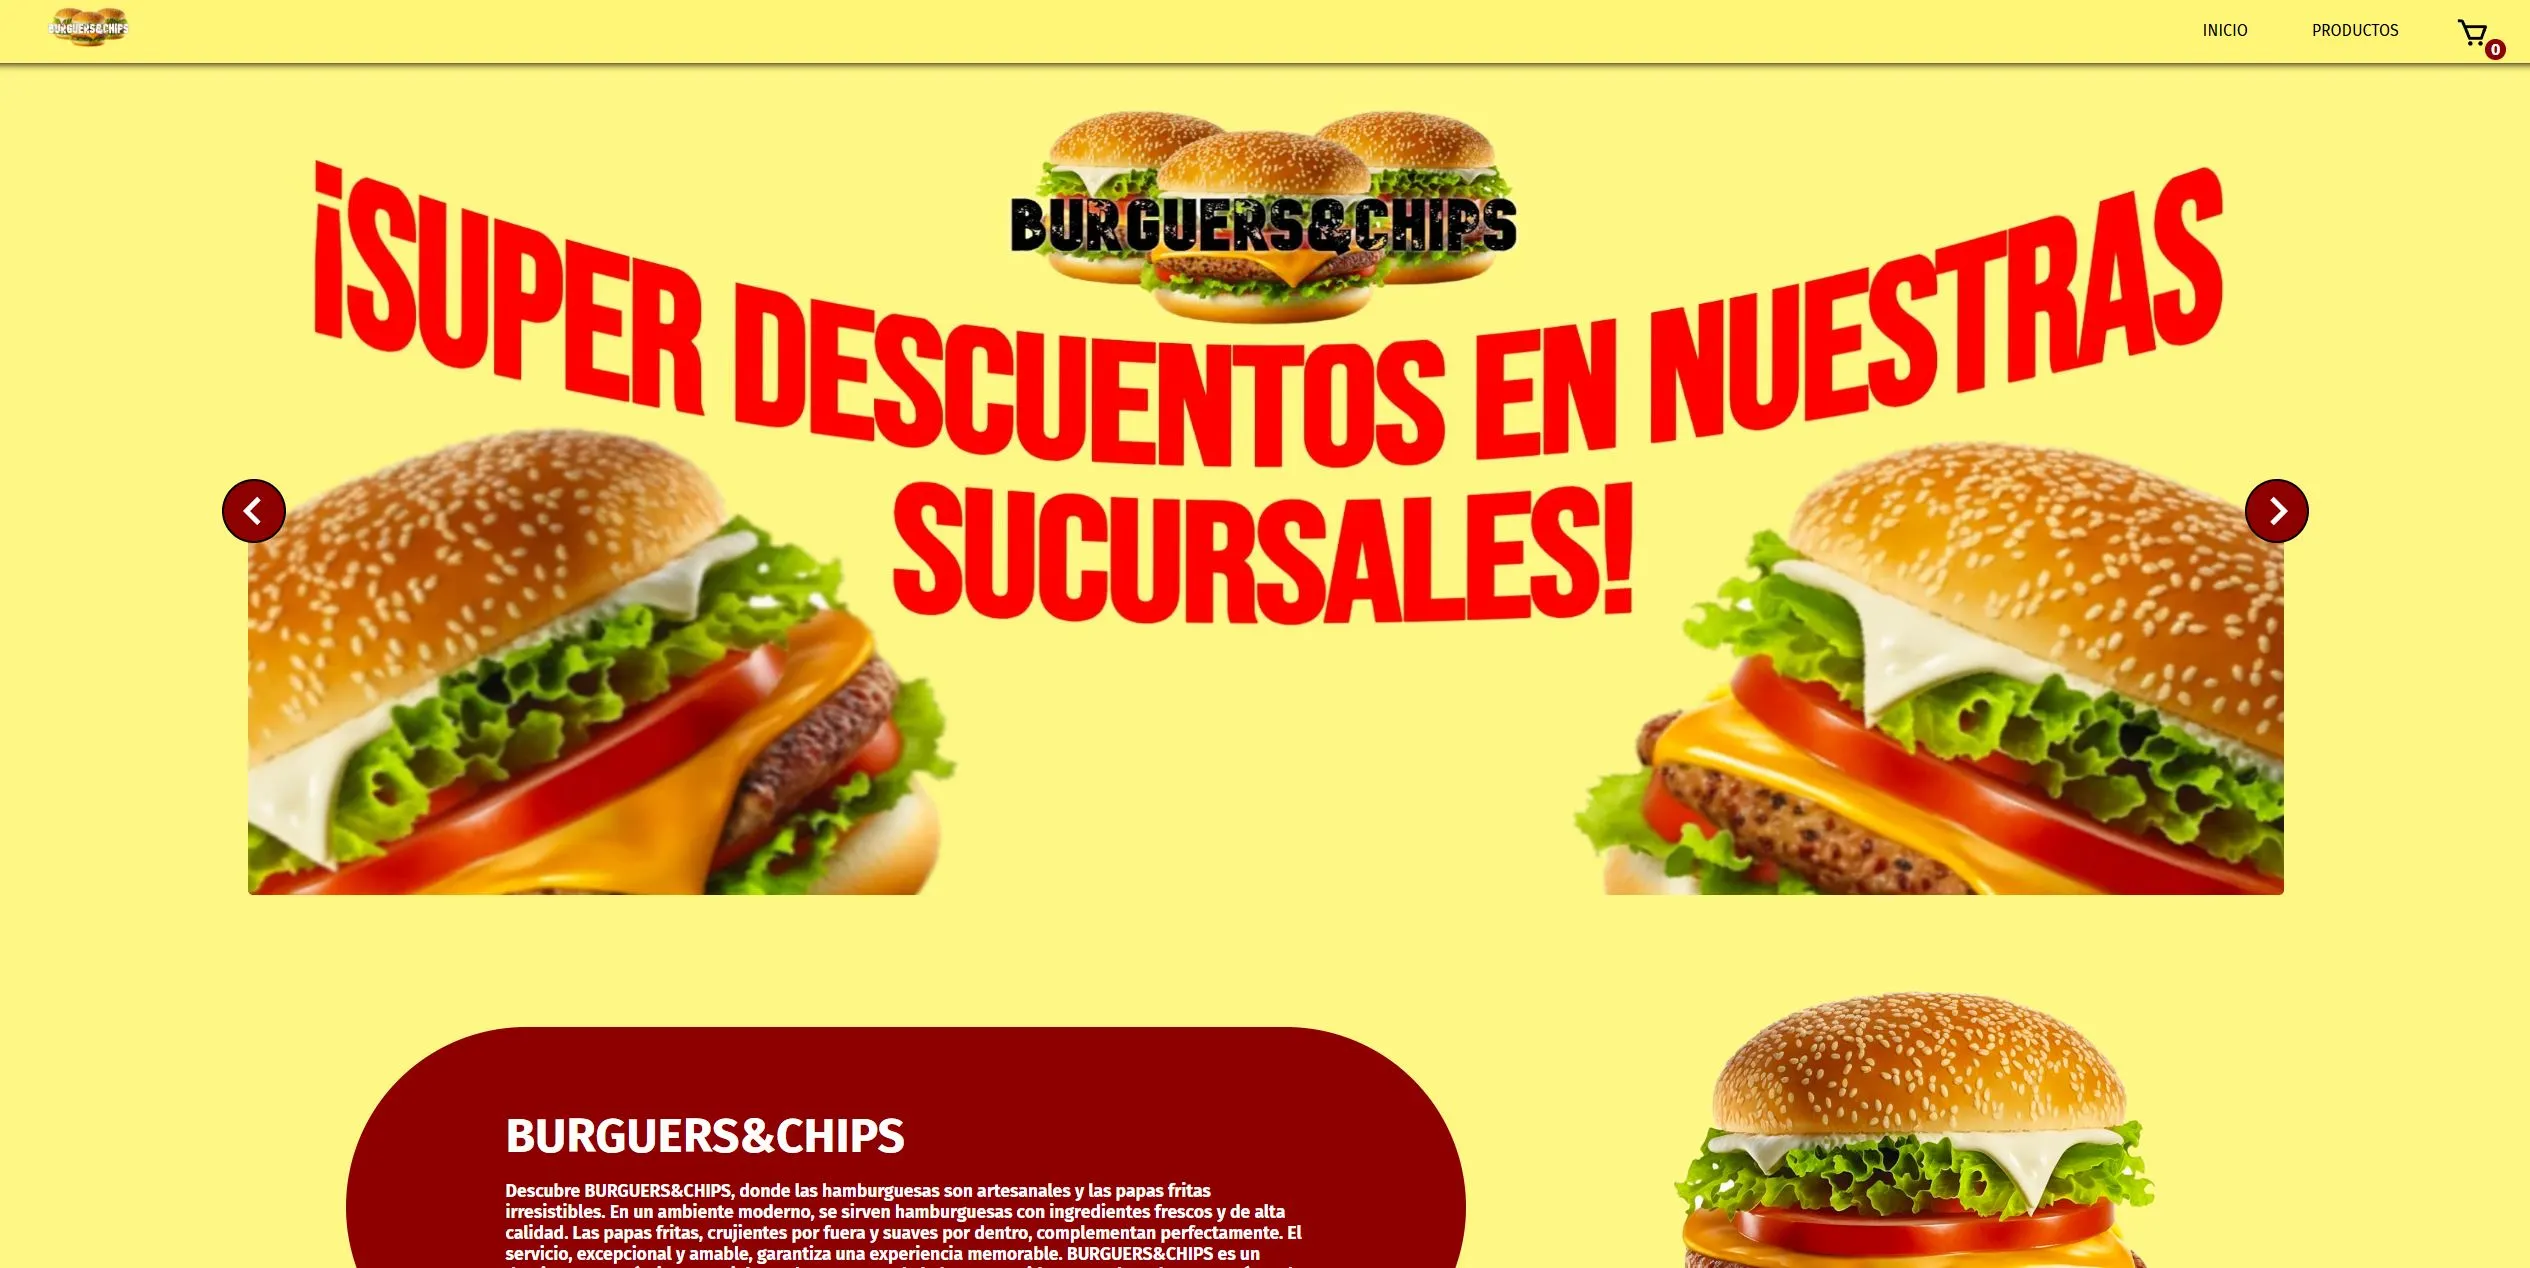 BURGUERS&CHIPS
INICIO
PRODUCTOS
0
BURGUERS&CHIPS
¡SUPER DESCUENTOS EN NUESTRAS
SUCURSALES!
BURGUERS&CHIPS
Descubre BURGUERS&CHIPS, donde las hamburguesas son artesanales y las papas fritas
irresistibles. En un ambiente moderno, se sirven hamburguesas con ingredientes frescos y de alta
calidad. Las papas fritas, crujientes por fuera y suaves por dentro, complementan perfectamente. El
servicio, excepcional y amable, garantiza una experiencia memorable. BURGUERS&CHIPS es un